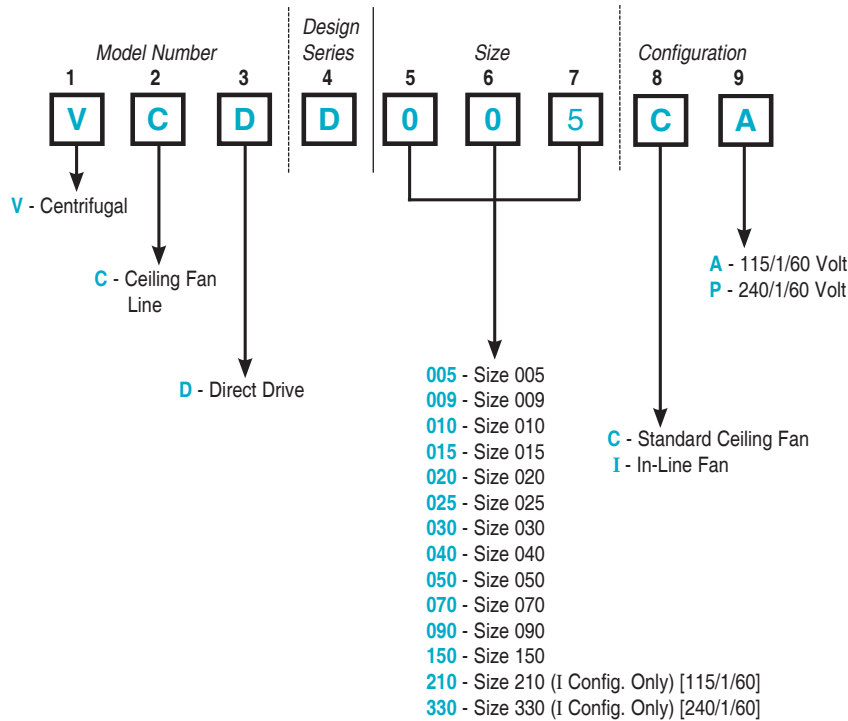 Design
Model Number Series Size Configuration
1 2 3 4 5 6 7 8 9
V C D D 0 0 5 C A
V - Centrifugal
C - Ceiling Fan
Line
D - Direct Drive
005 - Size 005
009 - Size 009
010 - Size 010
015 - Size 015
020 - Size 020
025 - Size 025
030 - Size 030
040 - Size 040
050 - Size 050
070 - Size 070
090 - Size 090
150 - Size 150
210 - Size 210 (I Config. Only) [115/1/60]
330 - Size 330 (I Config. Only) [240/1/60]
C - Standard Ceiling Fan
I - In-Line Fan
A - 115/1/60 Volt
P - 240/1/60 Volt